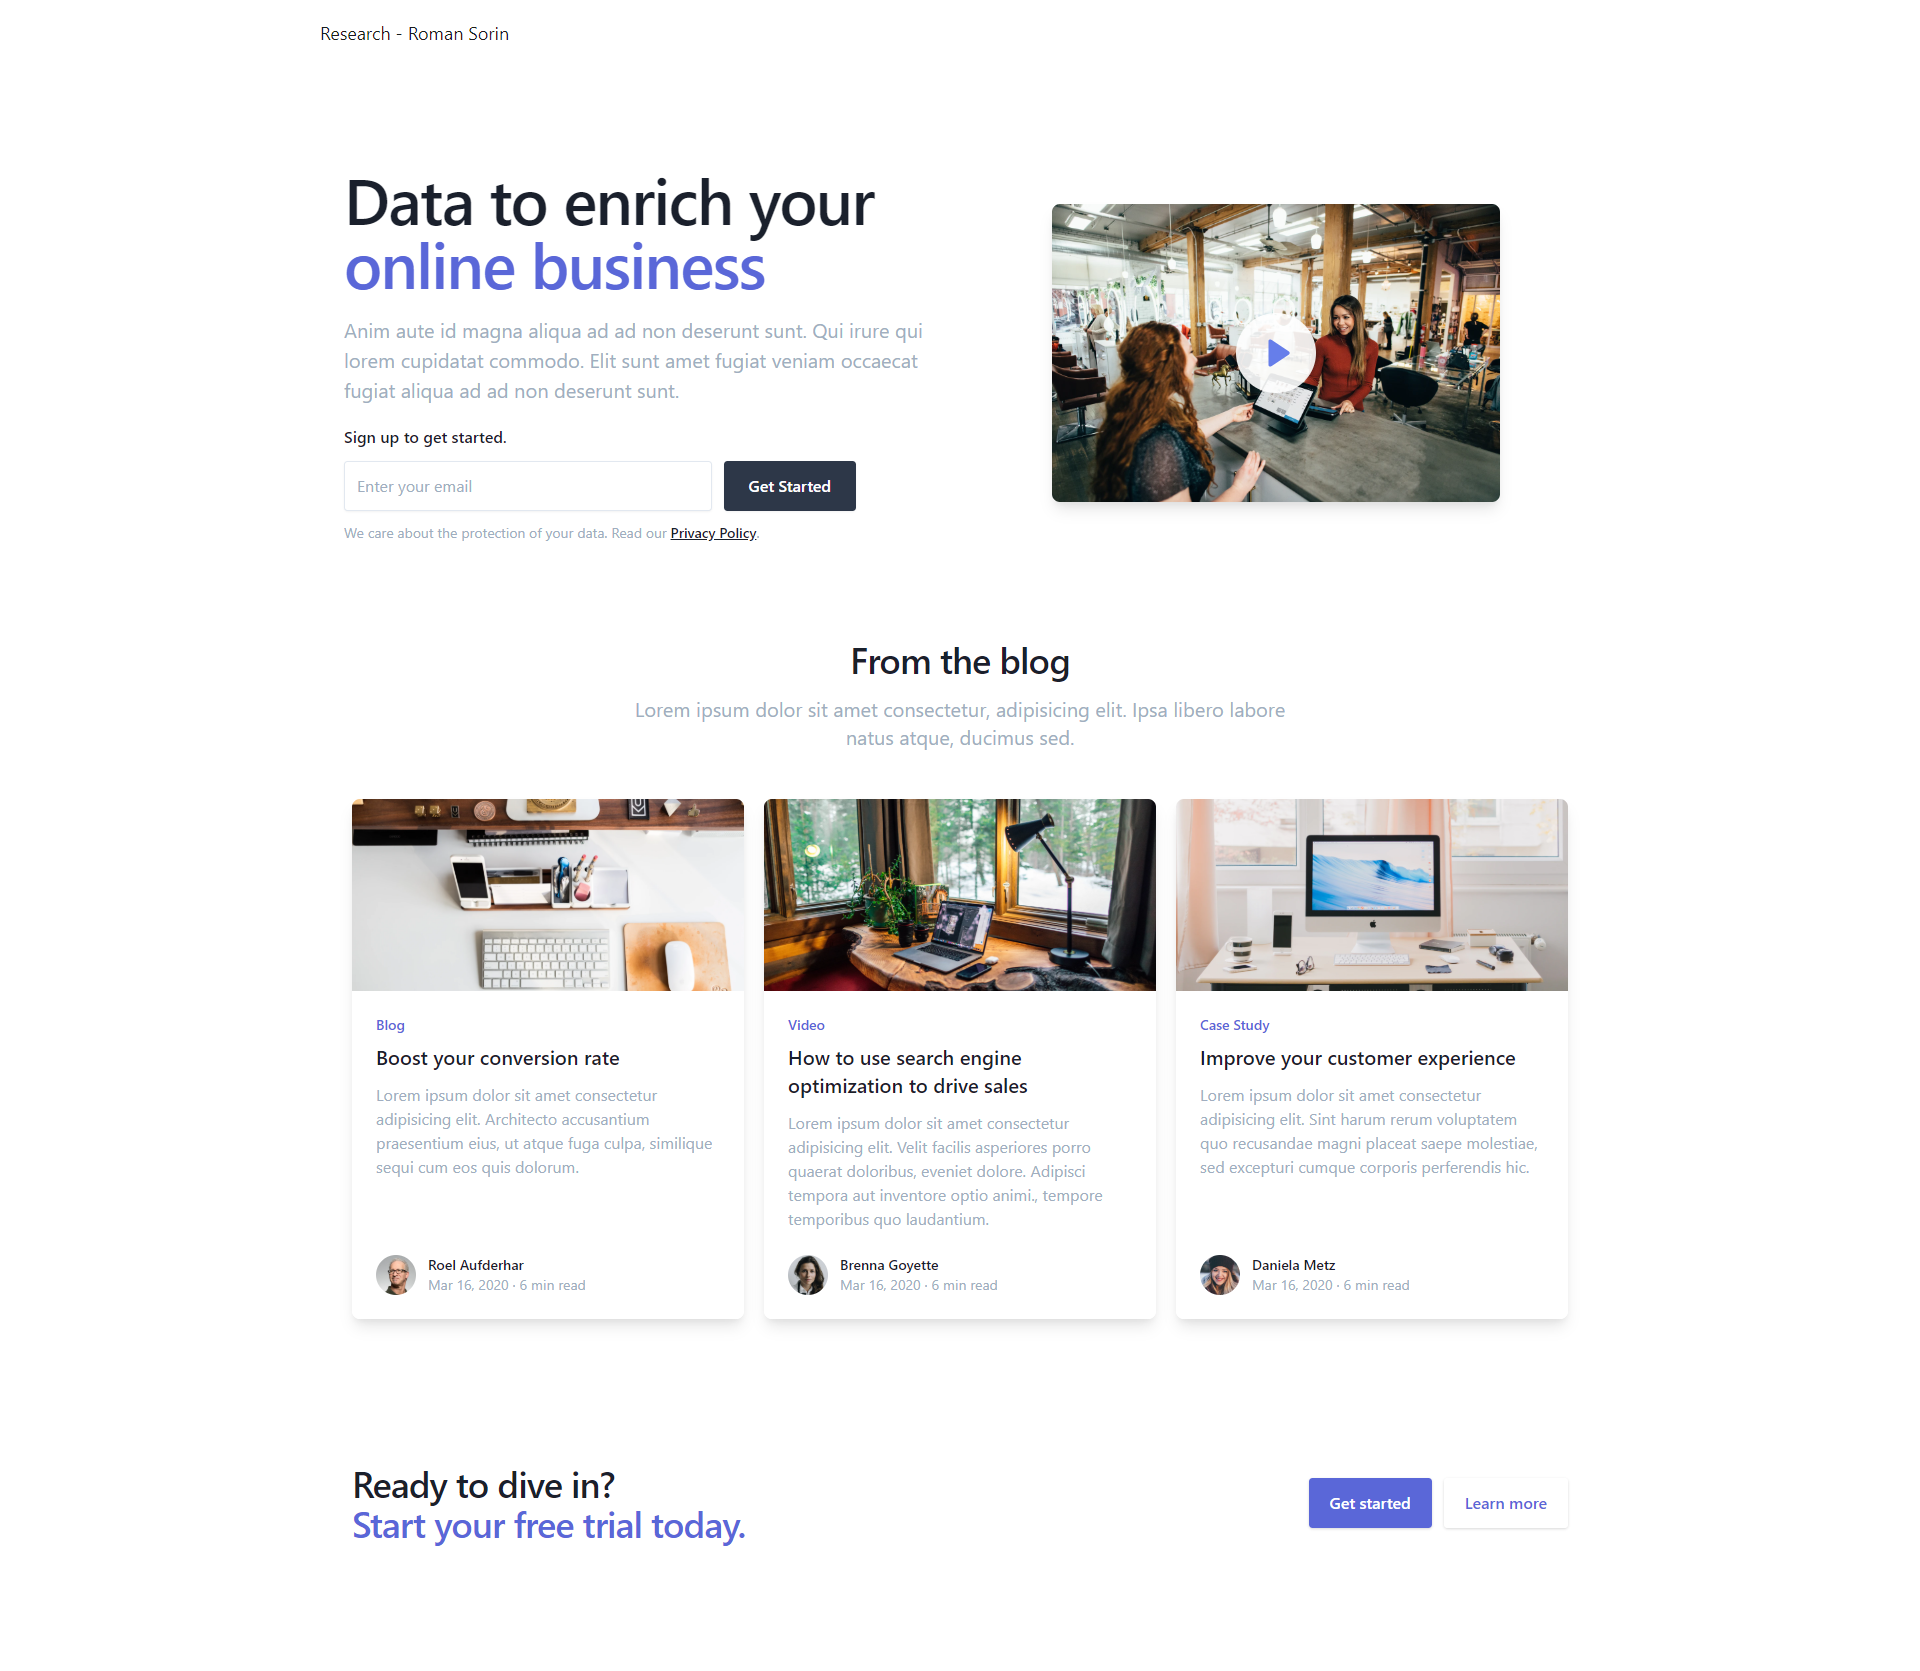 Research - Roman Sorin
Data to enrich your
online business
Anim aute id magna aliqua ad ad non deserunt sunt. Qui irure qui
lorem cupidatat commodo. Elit sunt amet fugiat veniam occaecat
fugiat aliqua ad ad non deserunt sunt.
Sign up to get started.
Enter your email
Get Started
We care about the protection of your data. Read our Privacy Policy.
From the blog
Lorem ipsum dolor sit amet consectetur, adipisicing elit. Ipsa libero labore
natus atque, ducimus sed.
Blog
Boost your conversion rate
Lorem ipsum dolor sit amet consectetur
adipisicing elit. Architecto accusantium
praesentium eius, ut atque fuga culpa, similique
sequi cum eos quis dolorum.
Roel Aufderhar
Mar 16, 2020 · 6 min read
Video
How to use search engine
optimization to drive sales
Lorem ipsum dolor sit amet consectetur
adipisicing elit. Velit facilis asperiores porro
quaerat doloribus, eveniet dolore. Adipisci
tempora aut inventore optio animi., tempore
temporibus quo laudantium.
Brenna Goyette
Mar 16, 2020 · 6 min read
Case Study
Improve your customer experience
Lorem ipsum dolor sit amet consectetur
adipisicing elit. Sint harum rerum voluptatem
quo recusandae magni placeat saepe molestiae,
sed excepturi cumque corporis perferendis hic.
Daniela Metz
Mar 16, 2020 · 6 min read
Ready to dive in?
Start your free trial today.
Get started
Learn more